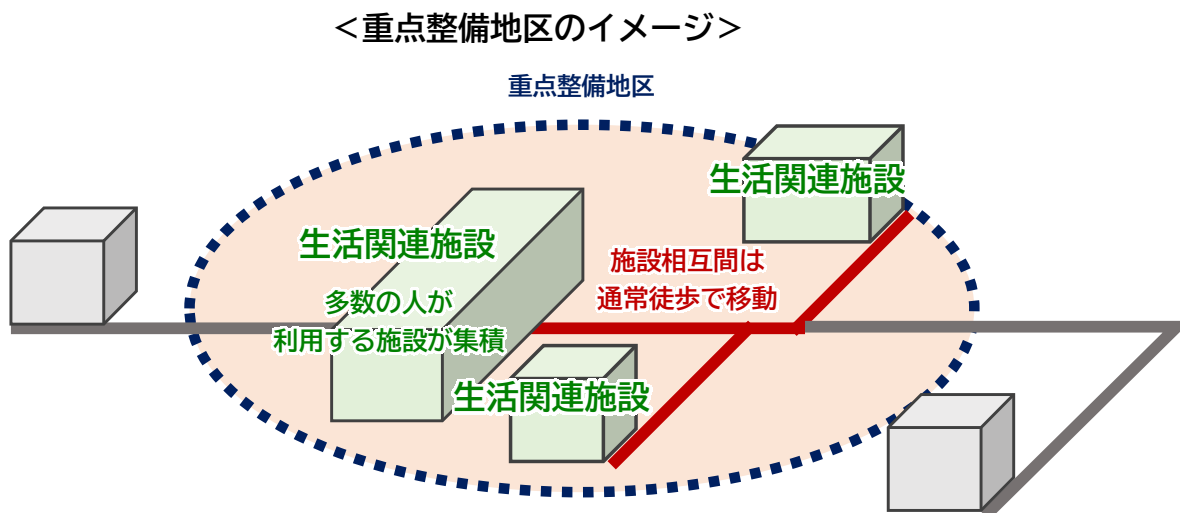 ＜重点整備地区のイメージ＞
重点整備地区
生活関連施設
生活関連施設
多数の人が
利用する施設が集積
施設相互間は
通常徒歩で移動
生活関連施設